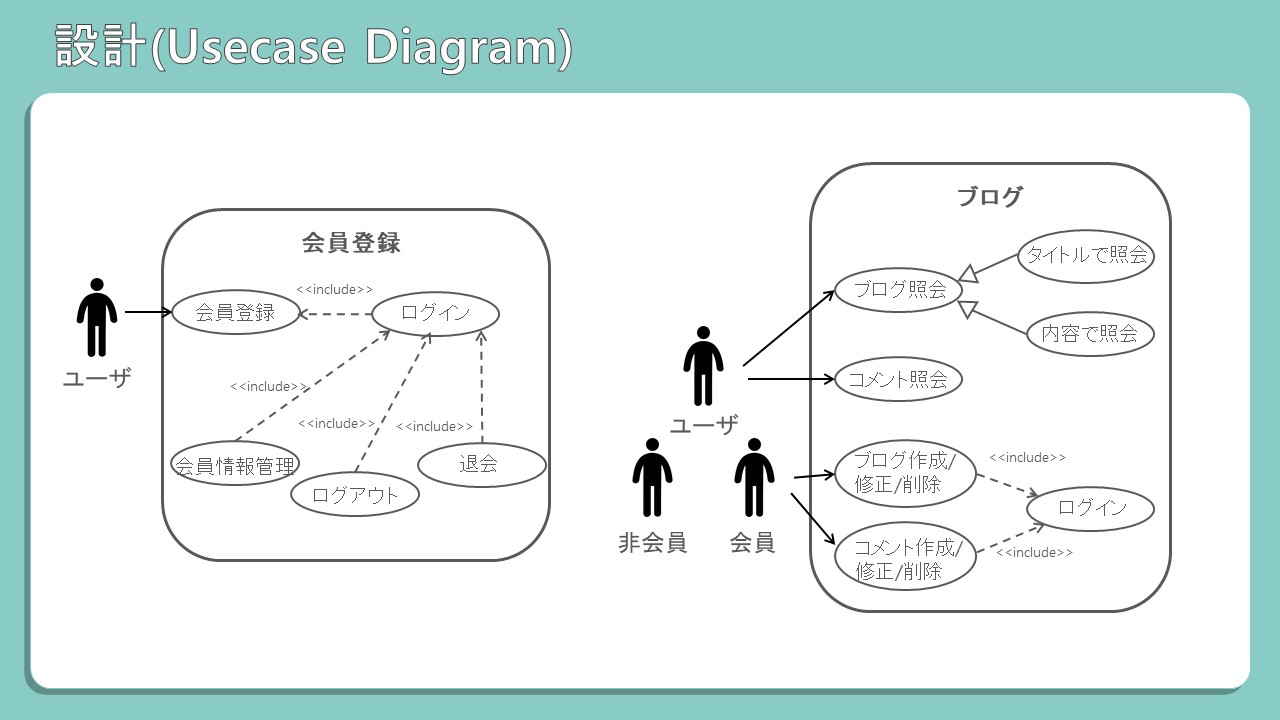 設計(Usecase Diagram)
会員登録
ユーザ
会員登録
<<include>>
ログイン
<<include>>
<<include>>
<<include>>
会員情報管理
ログアウト
退会
ブログ
ブログ照会
タイトルで照会
内容で照会
コメント照会
ユーザ
非会員
会員
ブログ作成/
修正/削除
<<include>>
ログイン
コメント作成/
修正/削除
<<include>>